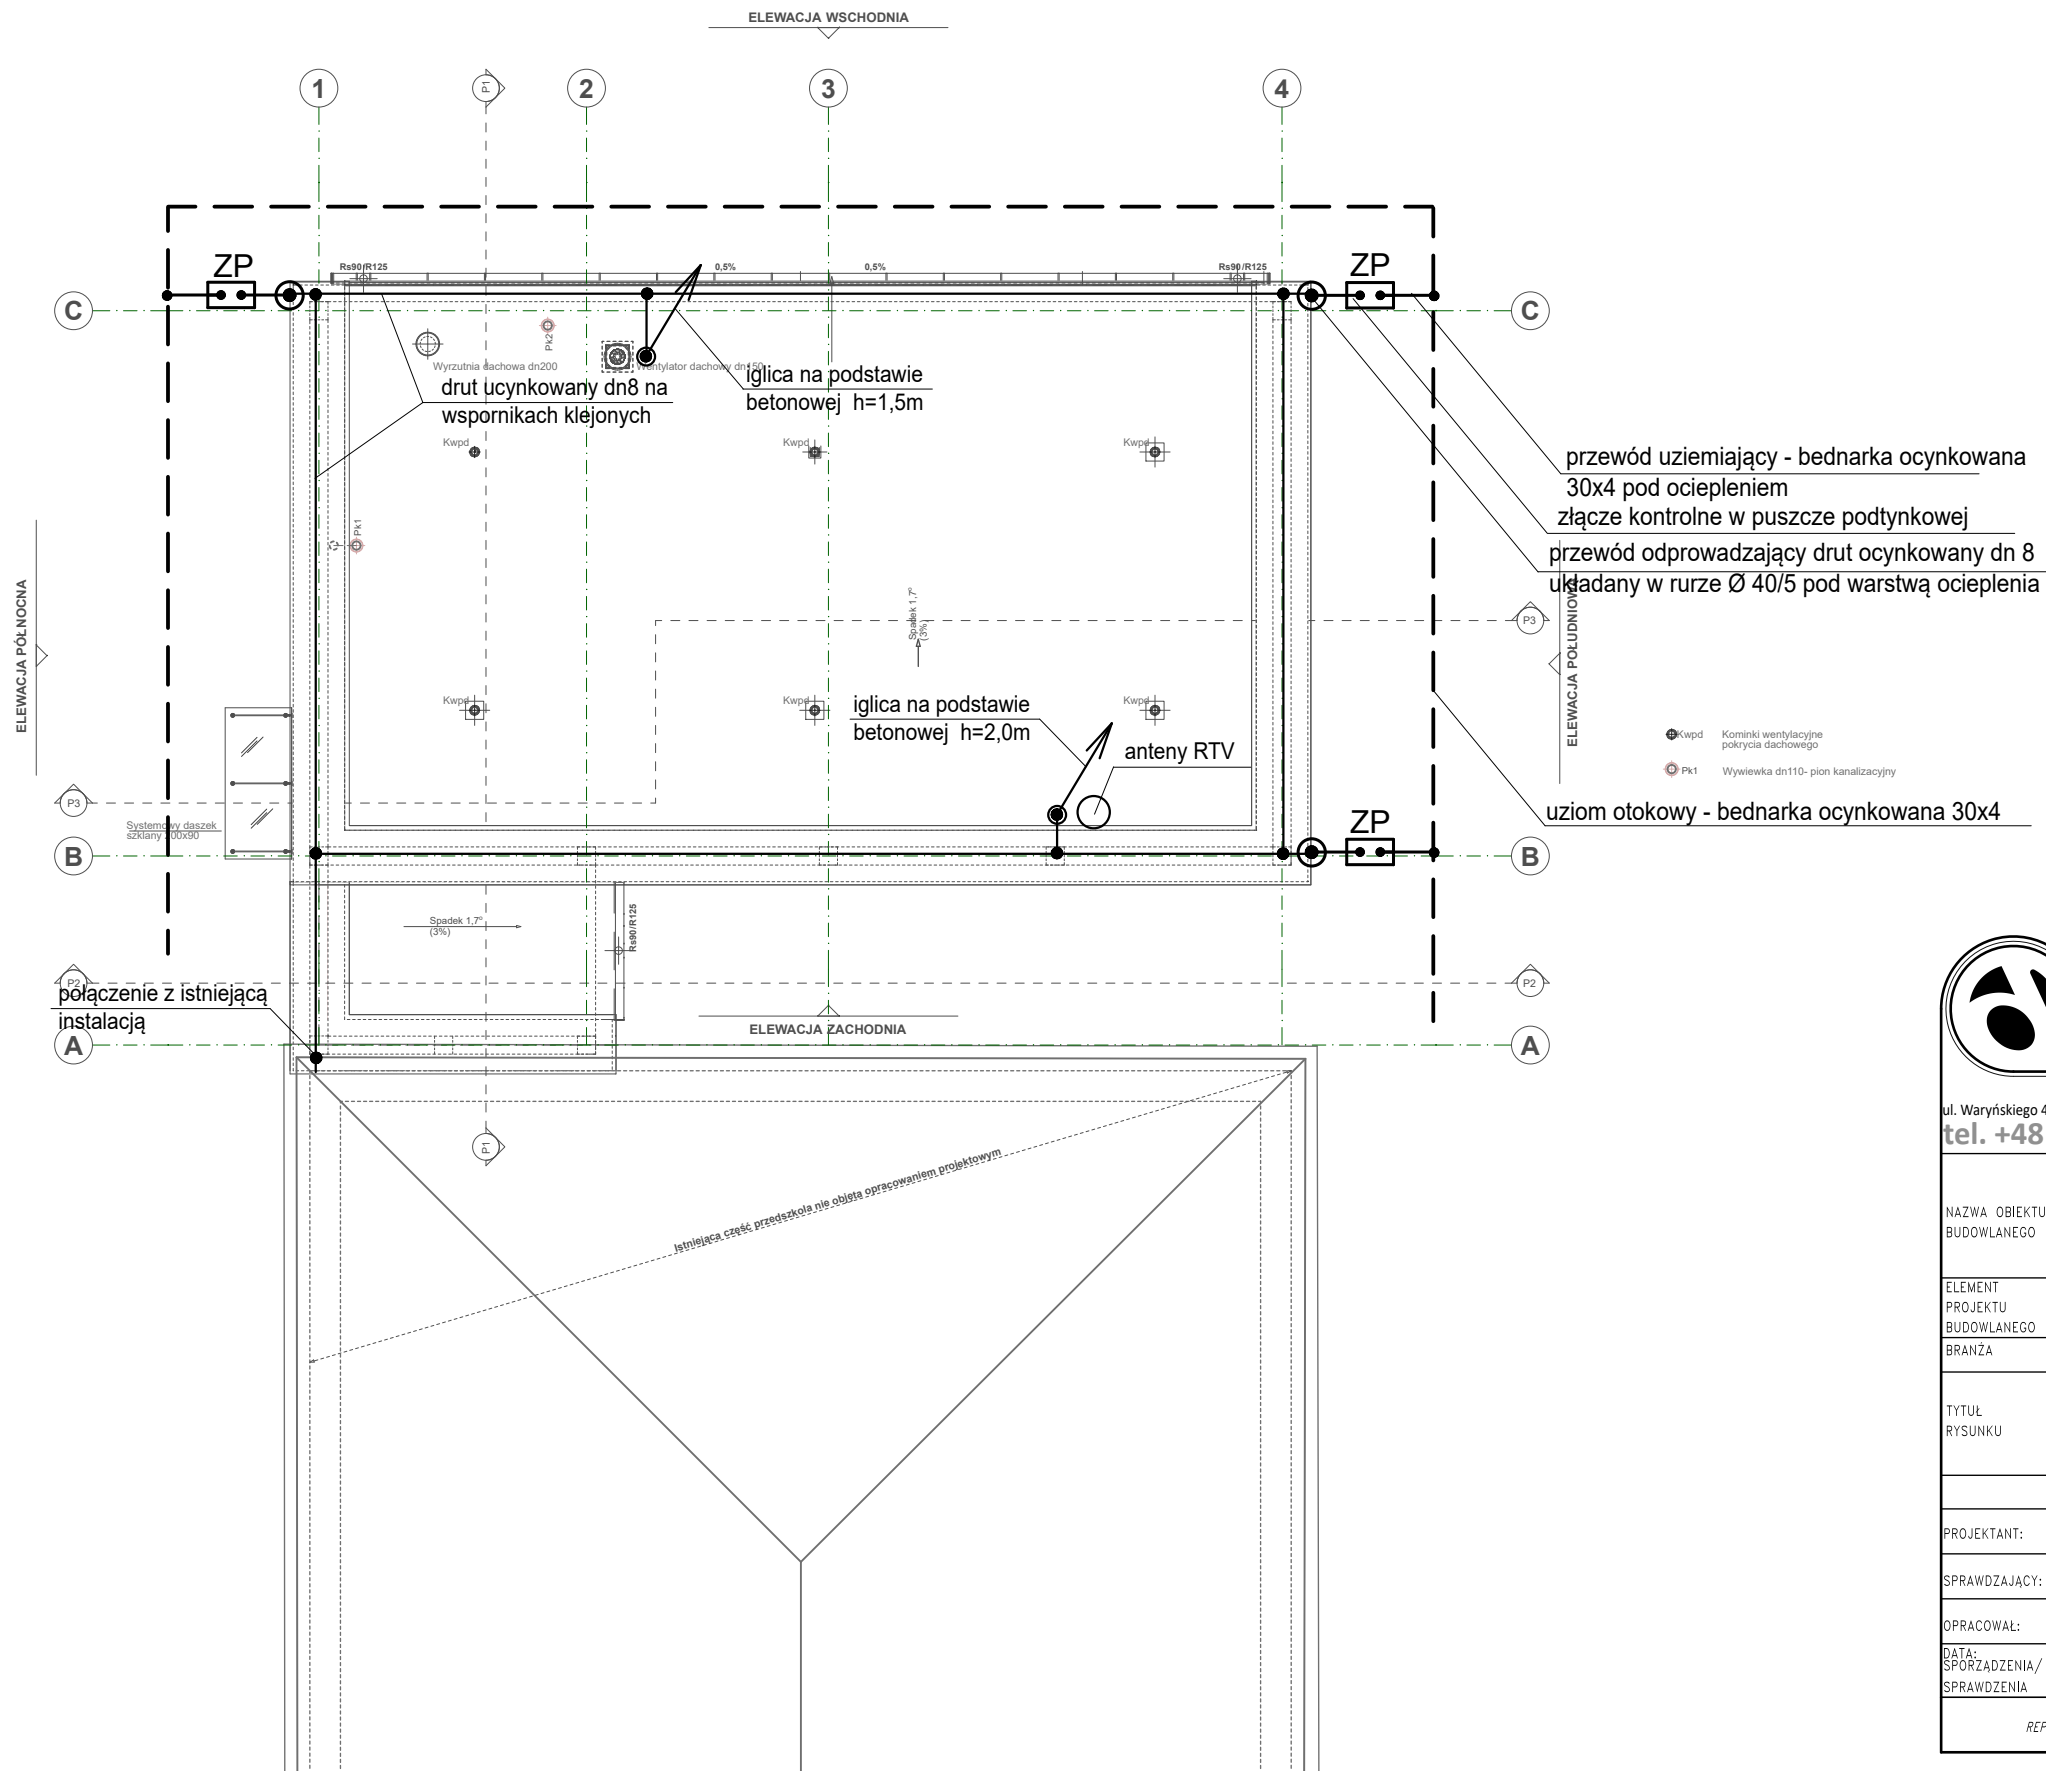 ELEWACJA WSCHODNIA
1
P1
2
3
4
ZP
ZP
Rs90/R125
0,5%
0,5%
Rs90/R125
C
C
Pk2
Wyrzutnia dachowa dn200
Wentylator dachowy dn150
drut ucynkowany dn8 na
wspornikach klejonych
iglica na podstawie
betonowej h=1,5m
Kwpd
Kwpd
Kwpd
przewód uziemiający - bednarka ocynkowana
30x4 pod ociepleniem
złącze kontrolne w puszcze podtynkowej
przewód odprowadzający drut ocynkowany dn 8
układany w rurze Ø 40/5 pod warstwą ocieplenia
Pk1
ELEWACJA PÓŁNOCNA
Spadek 1,7°
(3%)
P3
ELEWACJA POŁUDNIOWA
Kwpd
Kwpd
Kwpd
iglica na podstawie
betonowej h=2,0m
anteny RTV
Kwpd Kominki wentylacyjne
pokrycia dachowego
Pk1 Wywiewka dn110- pion kanalizacyjny
P3
Systemowy daszek
szklany 200x90
uziom otokowy - bednarka ocynkowana 30x4
ZP
B
B
Spadek 1,7°
(3%)
Rs90/R125
P2
P2
połączenie z istniejącą
instalacją
ELEWACJA ZACHODNIA
A
A
P1
Istniejąca część przedszkola nie objęta opracowaniem projektowym
ul. Waryńskiego 4
tel. +48
NAZWA OBIEKTU
BUDOWLANEGO
ELEMENT
PROJEKTU
BUDOWLANEGO
BRANŻA
TYTUŁ
RYSUNKU
PROJEKTANT:
SPRAWDZAJĄCY:
OPRACOWAŁ:
DATA:
SPORZĄDZENIA/
SPRAWDZENIA
REP